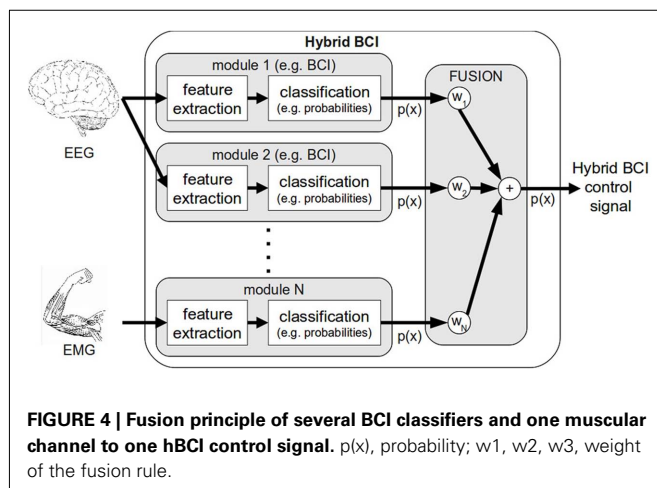 Hybrid BCI
module 1 (e.g. BCI)
feature
extraction
classification
(e.g. probabilities)
p(x)
FUSION
w1
EEG
module 2 (e.g. BCI)
feature
extraction
classification
(e.g. probabilities)
p(x)
w2
+
p(x)
Hybrid BCI
control
signal
module N
feature
extraction
classification
(e.g. probabilities)
p(x)
wN
EMG
FIGURE 4 | Fusion principle of several BCI classifiers and one muscular
channel to one hBCI control signal. p(x), probability; w1, w2, w3, weight
of the fusion rule.